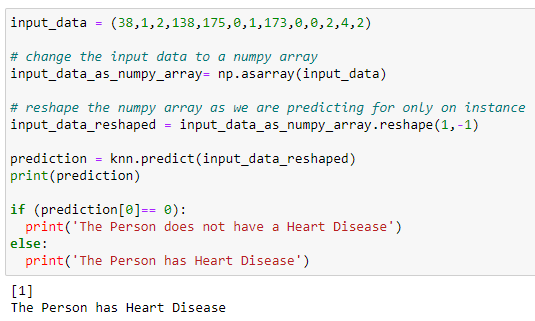 input_data = (38,1,2,138,175,0,1,173,0,0,2,4,2)
# change the input data to a numpy array
input_data_as_numpy_array= np.asarray(input_data)
# reshape the numpy array as we are predicting for only on instance
input_data_reshaped = input_data_as_numpy_array.reshape(1,-1)
prediction = knn.predict(input_data_reshaped)
print(prediction)
if (prediction[0]== 0):
  print('The Person does not have a Heart Disease')
else:
  print('The Person has Heart Disease')
[1]
The Person has Heart Disease